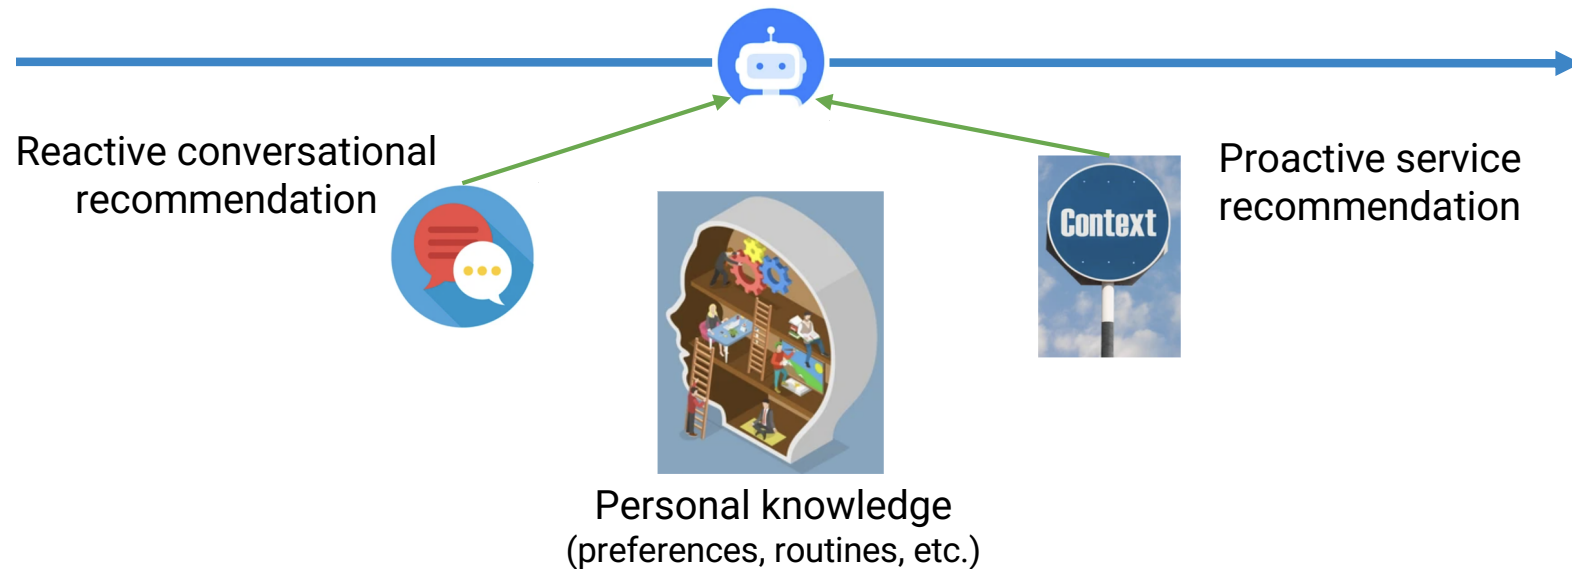 Reactive conversational
recommendation
Context
Proactive service
recommendation
Personal knowledge
(preferences, routines, etc.)